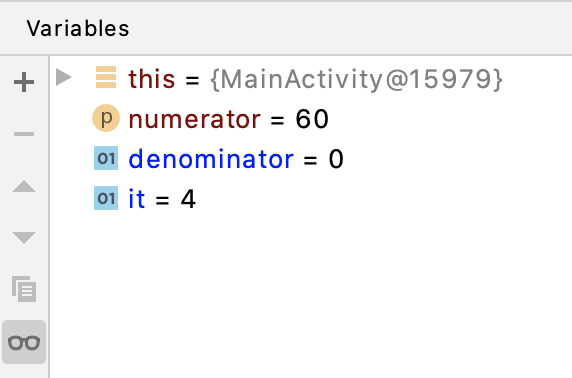 Variables
this = {MainActivity@15979}
p numerator = 60
01 denominator = 0
01 it = 4